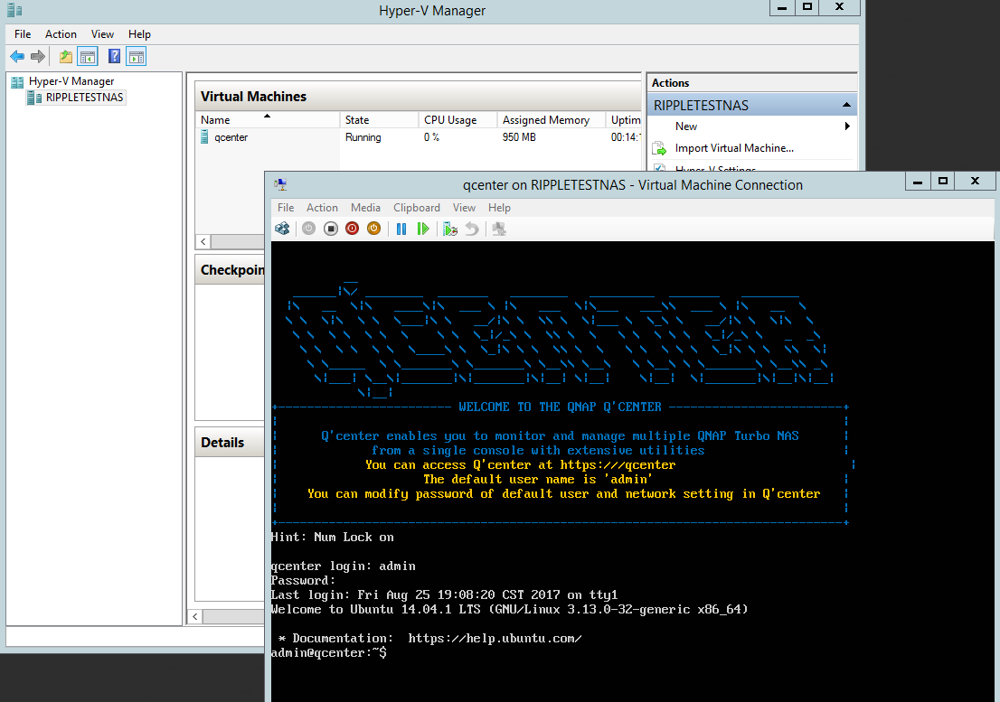 Hyper-V Manager
File Action View Help
Hyper-V Manager
RIPPLETESTNAS
Virtual Machines
Name State CPU Usage Assigned Memory Uptim
qcenter Running 0 % 950 MB 00:14:1
Checkpoin
Details
Actions
RIPPLETESTNAS
New
Import Virtual Machine...
Hyper-V Settings
qcenter on RIPPLETESTNAS - Virtual Machine Connection
File Action Media Clipboard View Help
Q'center
WELCOME TO THE QNAP Q'CENTER
Q'center enables you to monitor and manage multiple QNAP Turbo NAS
from a single console with extensive utilities
You can access Q'center at https:///qcenter
The default user name is 'admin'
You can modify password of default user and network setting in Q'center
Hint: Num Lock on
qcenter login: admin
Password:
Last login: Fri Aug 25 19:08:20 CST 2017 on tty1
Welcome to Ubuntu 14.04.1 LTS (GNU/Linux 3.13.0-32-generic x86_64)
* Documentation: https://help.ubuntu.com/
admin@qcenter:~$